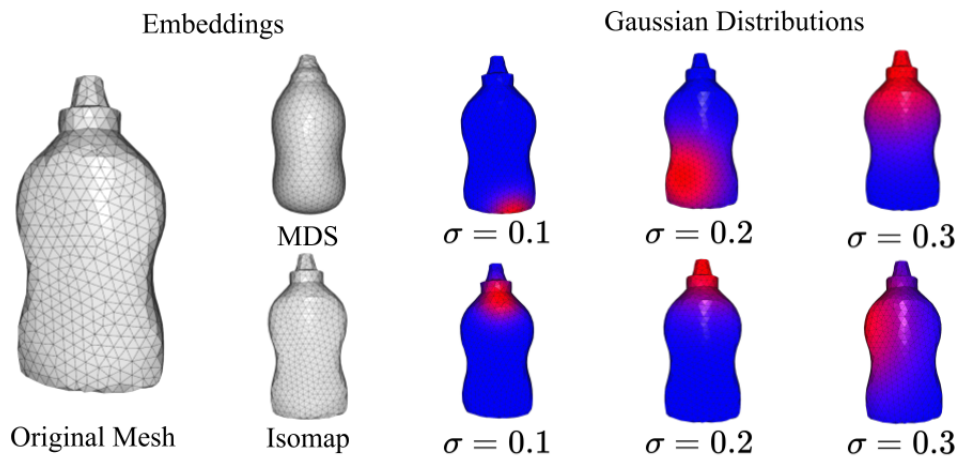 Embeddings
Gaussian Distributions
MDS
σ = 0.1
σ = 0.2
σ = 0.3
Original Mesh
Isomap
σ = 0.1
σ = 0.2
σ = 0.3